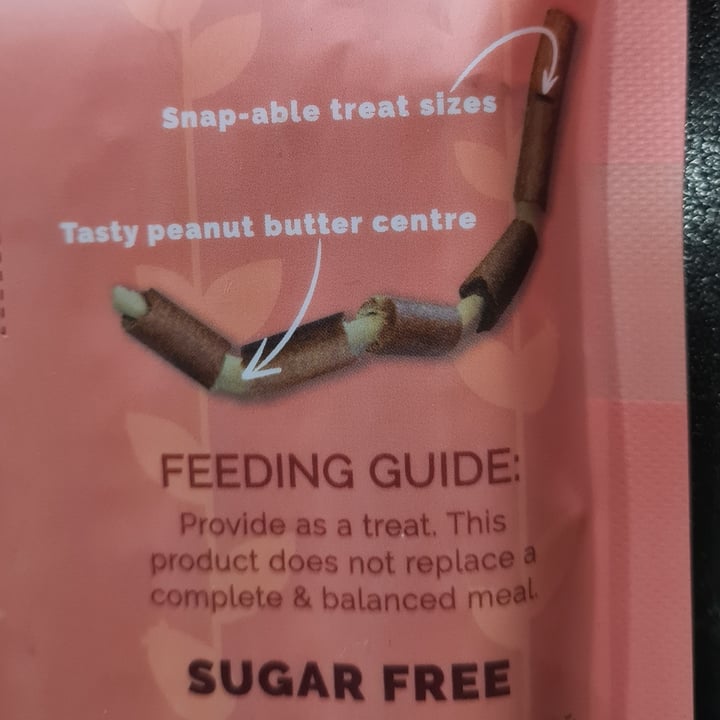 Snap-able treat sizes
Tasty peanut butter centre
FEEDING GUIDE:
Provide as a treat. This
product does not replace a
complete & balanced meal.
SUGAR FREE